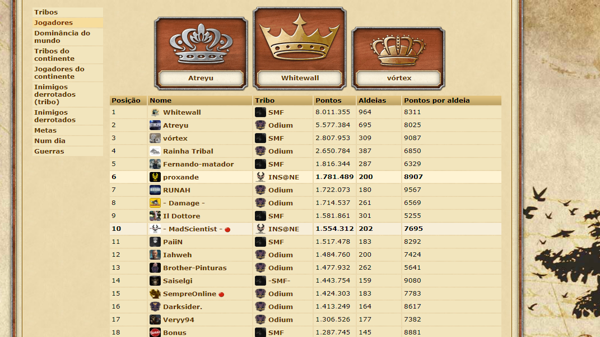 Tribos
Jogadores
Dominância do
mundo
Tribos do
continente
Jogadores do
continente
Inimigos
derrotados
(tribo)
Inimigos
derrotados
Metas
Num dia
Guerras
Atreyu
Whitewall
vórtex
Posição Nome Tribo Pontos Aldeias Pontos por aldeia
1 Whitewall SMF 8.011.355 964 8311
2 Atreyu Odium 5.577.384 695 8025
3 vórtex SMF 2.807.953 309 9087
4 Rainha Tribal Odium 2.650.784 387 6850
5 Fernando-matador SMF 1.816.344 287 6329
6 proxande INS@NE 1.781.489 200 8907
7 RUNAH Odium 1.722.073 180 9567
8 - Damage - Odium 1.714.537 261 6569
9 Il Dottore SMF 1.581.861 301 5255
10 - MadScientist - INS@NE 1.554.312 202 7695
11 PaiiN SMF 1.517.478 183 8292
12 Iahweh Odium 1.484.760 200 7424
13 Brother-Pinturas Odium 1.477.932 262 5641
14 Saiselgi -SMF- 1.443.754 159 9080
15 SempreOnline Odium 1.424.303 183 7783
16 Darksider. Odium 1.413.249 164 8617
17 Veryy94 Odium 1.306.526 177 7382
18 Bonus SMF 1.287.745 145 8881